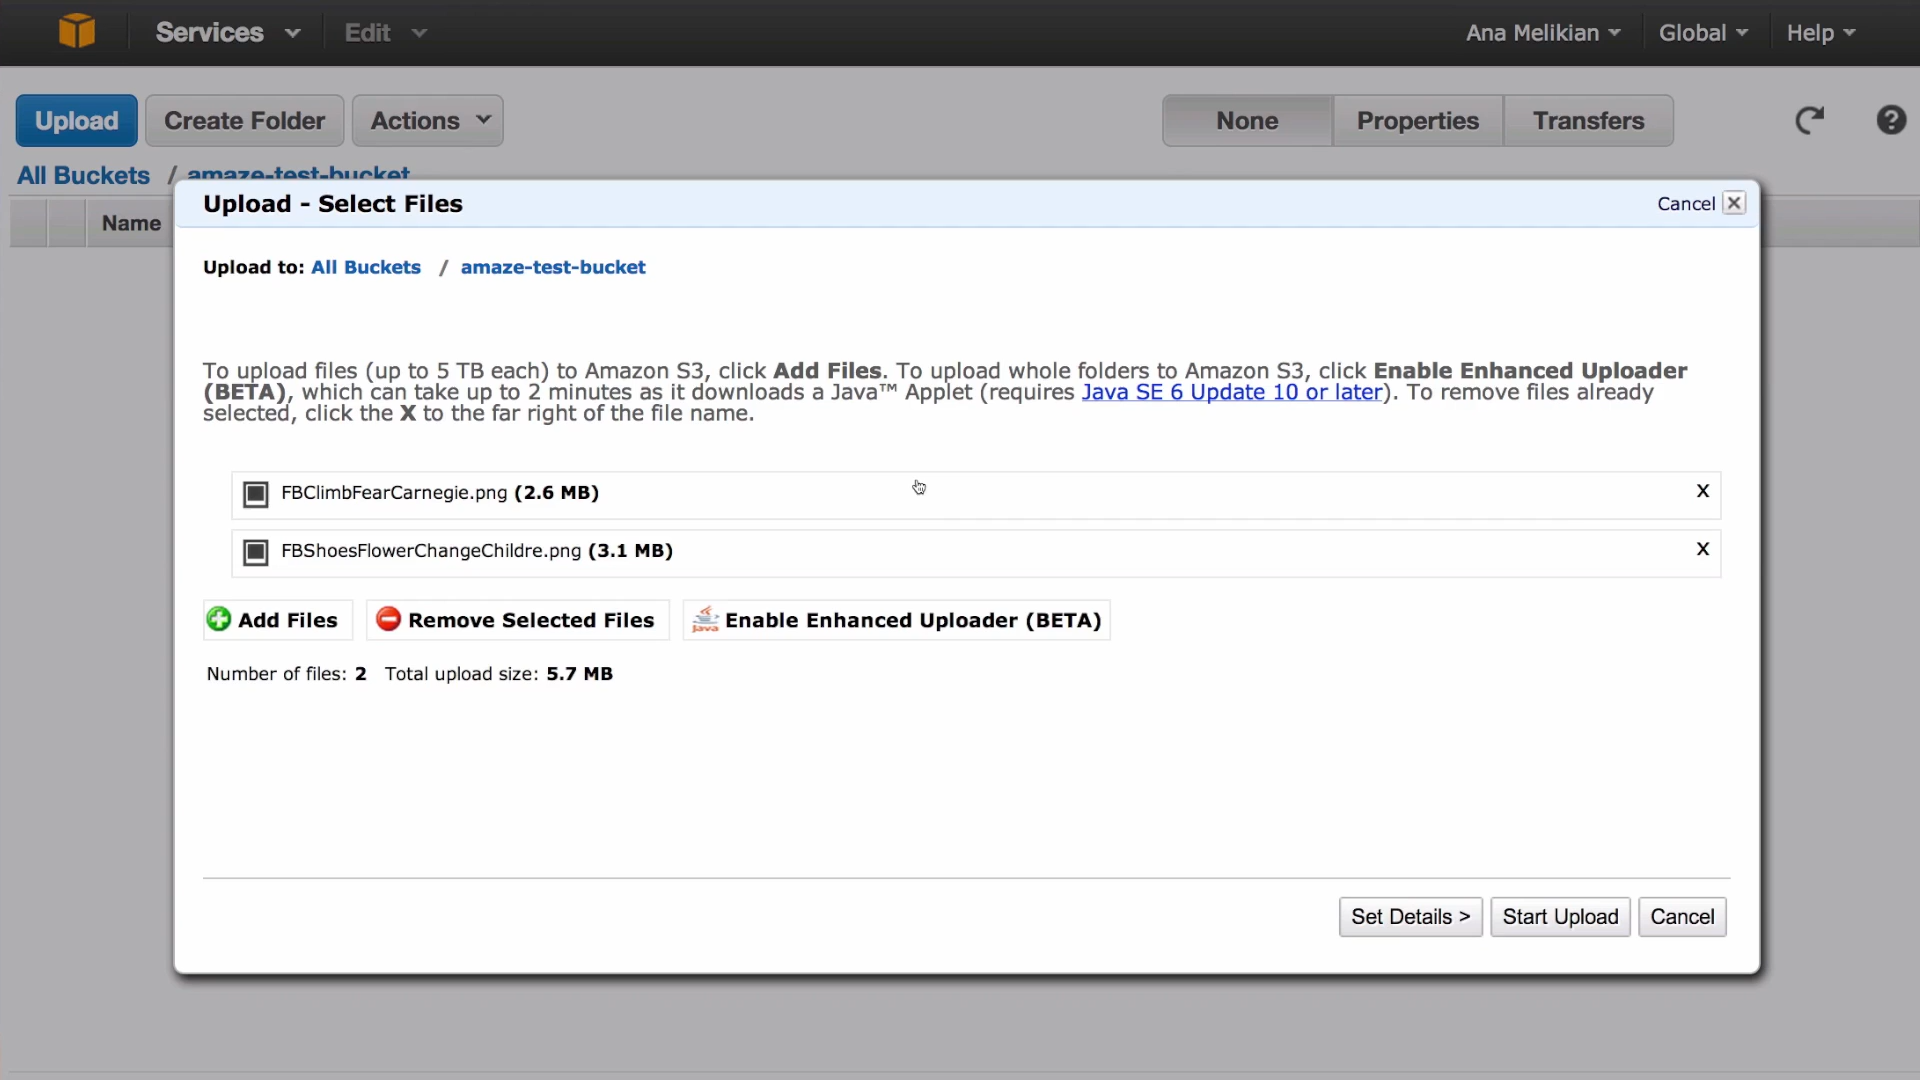 Services Edit Ana Melikian Global Help
Upload Create Folder Actions None Properties Transfers ?
All Buckets / amaze-test-bucket
Name
Upload - Select Files Cancel X
Upload to: All Buckets / amaze-test-bucket
To upload files (up to 5 TB each) to Amazon S3, click Add Files. To upload whole folders to Amazon S3, click Enable Enhanced Uploader
(BETA), which can take up to 2 minutes as it downloads a Java™ Applet (requires Java SE 6 Update 10 or later). To remove files already
selected, click the X to the far right of the file name.
FBClimbFearCarnegie.png (2.6 MB) X
FBShoesFlowerChangeChildre.png (3.1 MB) X
Add Files Remove Selected Files Java Enable Enhanced Uploader (BETA)
Number of files: 2 Total upload size: 5.7 MB
Set Details > Start Upload Cancel